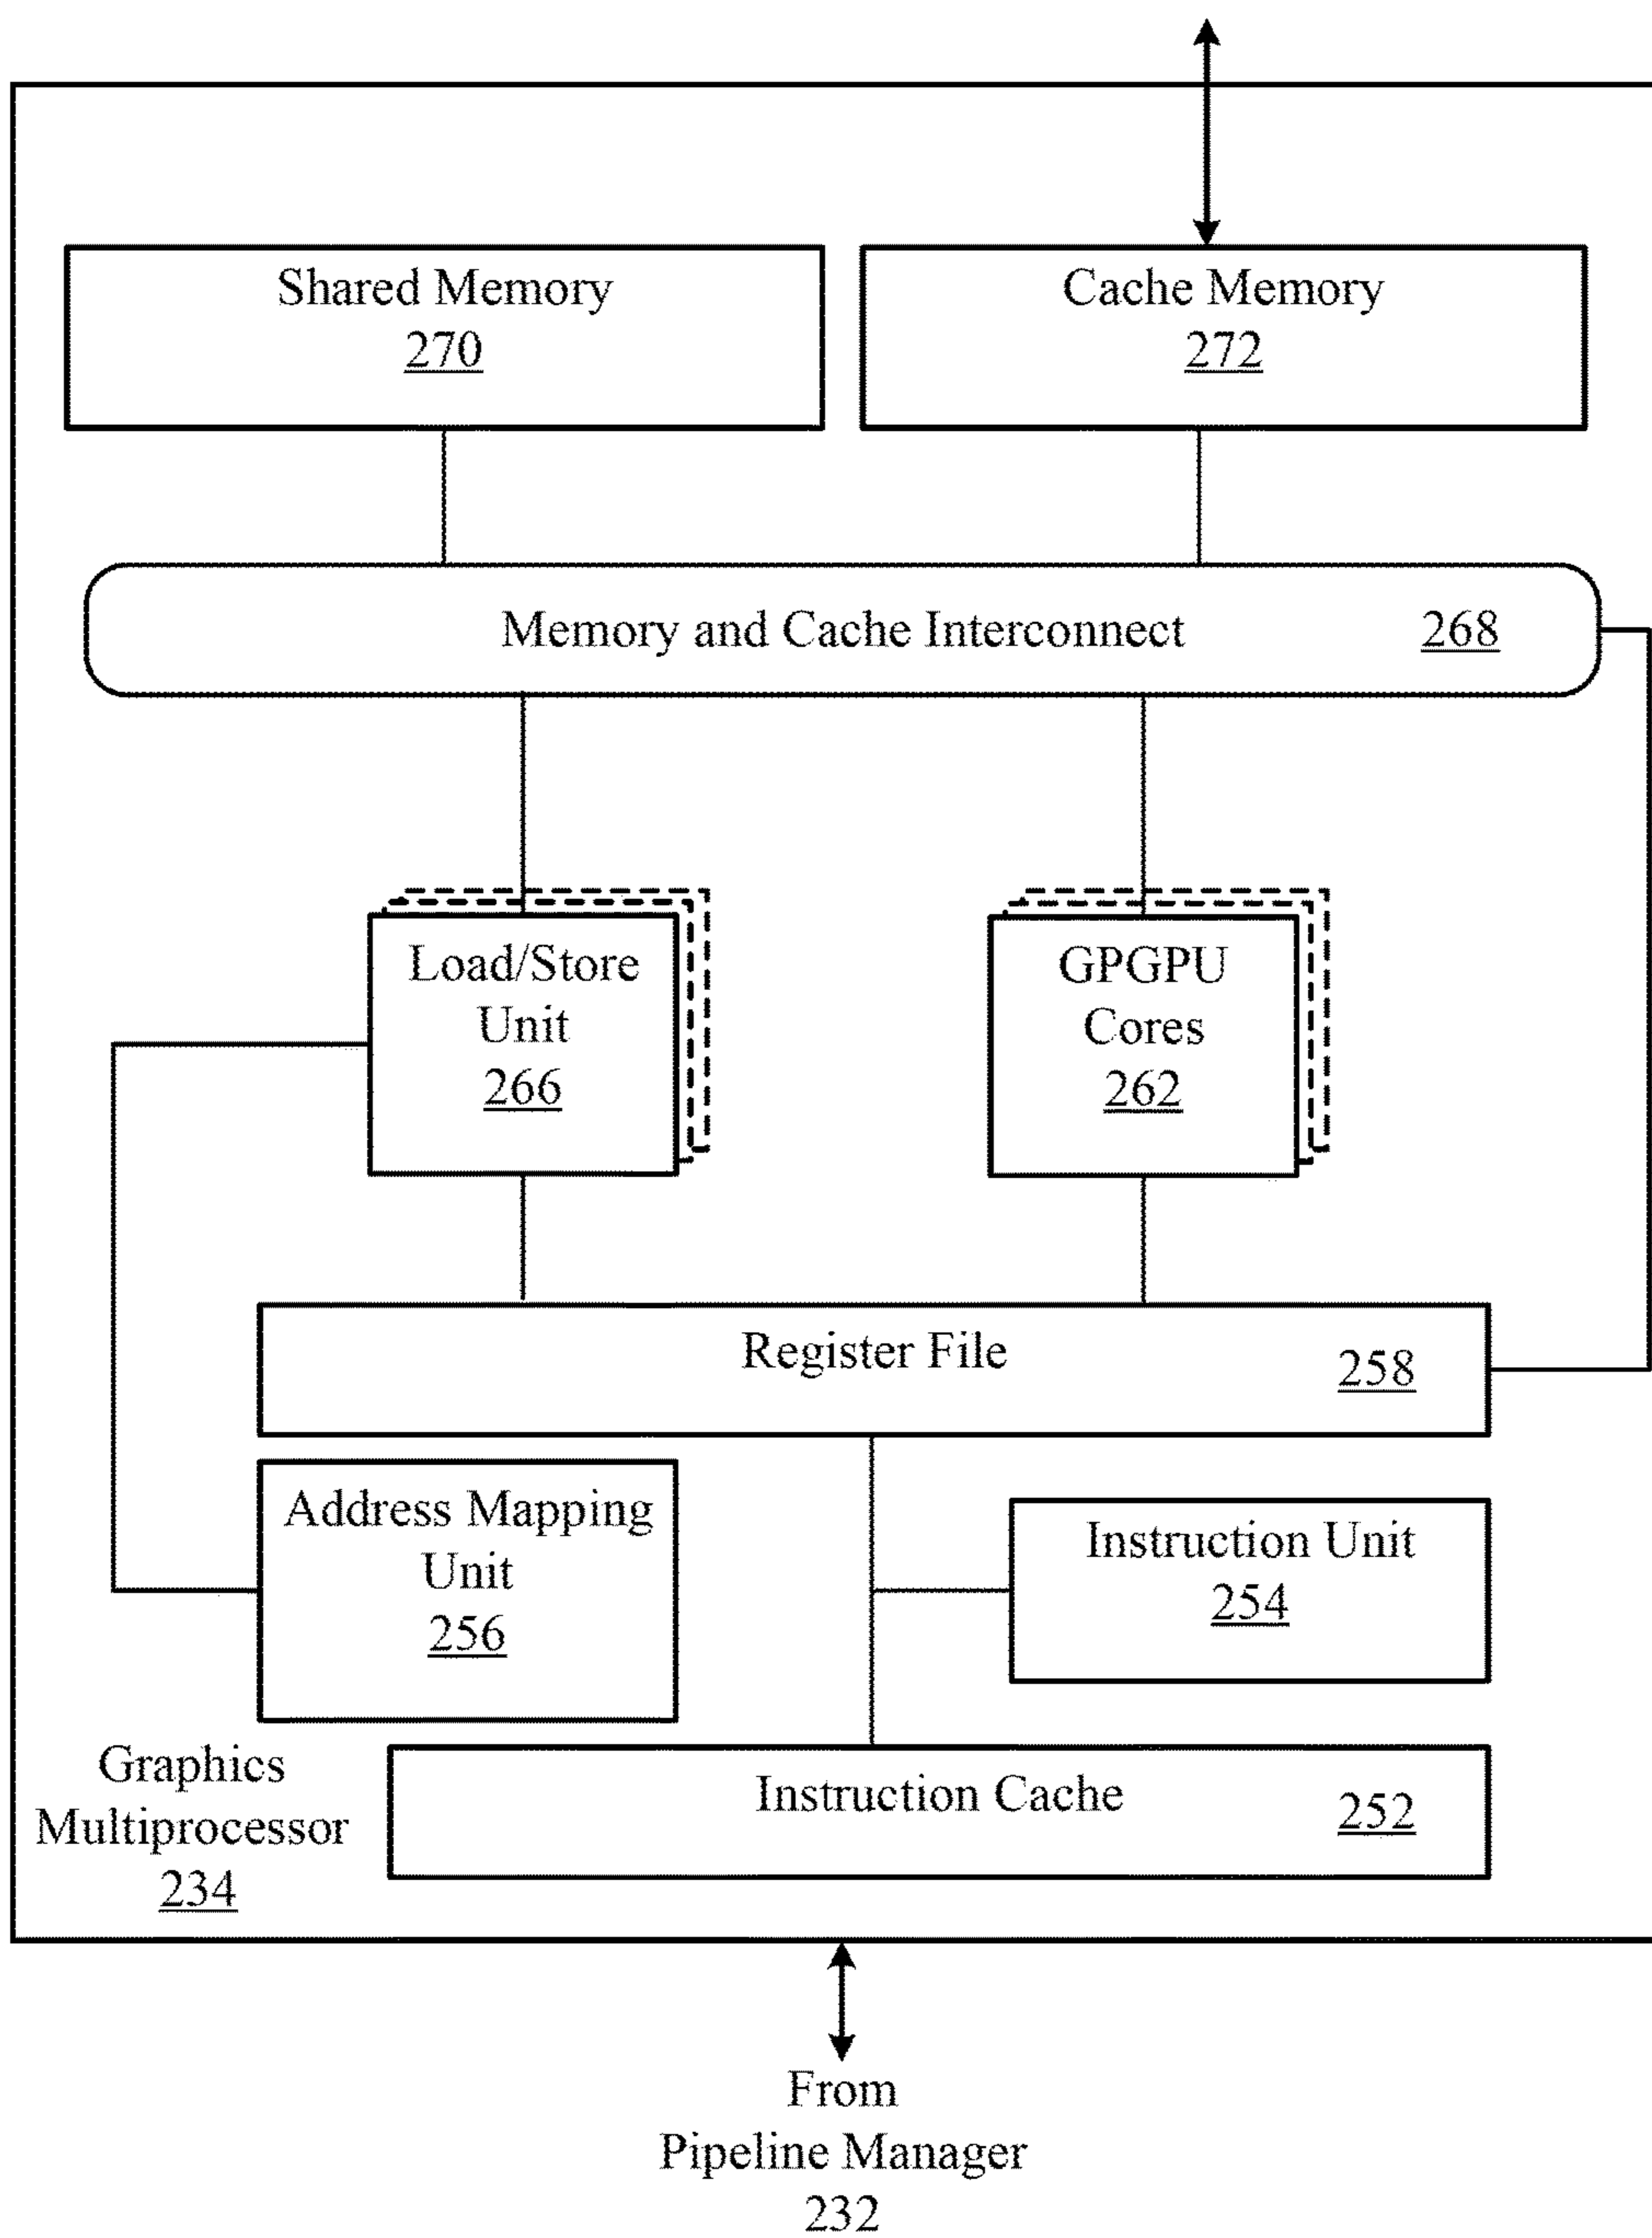 Shared Memory
270
Cache Memory
272
Memory and Cache Interconnect 268
Load/Store
Unit
266
GPGPU
Cores
262
Register File 258
Address Mapping
Unit
256
Instruction Unit
254
Graphics
Multiprocessor
234
Instruction Cache 252
From
Pipeline Manager
232